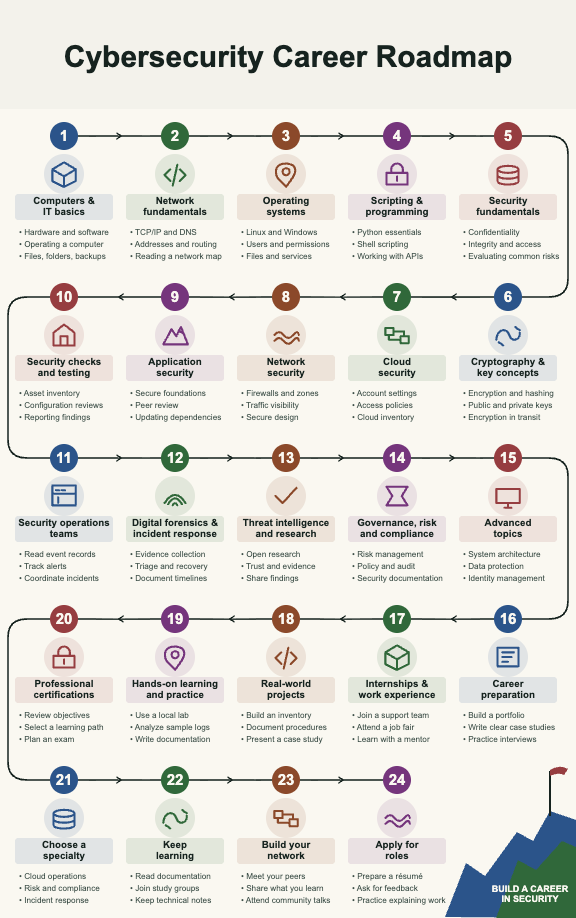 Cybersecurity Career Roadmap
1
Computers &
IT basics
• Hardware and software
• Operating a computer
• Files, folders, backups
2
Network
fundamentals
• TCP/IP and DNS
• Addresses and routing
• Reading a network map
3
Operating
systems
• Linux and Windows
• Users and permissions
• Files and services
4
Scripting &
programming
• Python essentials
• Shell scripting
• Working with APIs
5
Security
fundamentals
• Confidentiality
• Integrity and access
• Evaluating common risks
6
Cryptography &
key concepts
• Encryption and hashing
• Public and private keys
• Encryption in transit
7
Cloud
security
• Account settings
• Access policies
• Cloud inventory
8
Network
security
• Firewalls and zones
• Traffic visibility
• Secure design
9
Application
security
• Secure foundations
• Peer review
• Updating dependencies
10
Security checks
and testing
• Asset inventory
• Configuration reviews
• Reporting findings
11
Security operations
teams
• Read event records
• Track alerts
• Coordinate incidents
12
Digital forensics &
incident response
• Evidence collection
• Triage and recovery
• Document timelines
13
Threat intelligence
and research
• Open research
• Trust and evidence
• Share findings
14
Governance, risk
and compliance
• Risk management
• Policy and audit
• Security documentation
15
Advanced
topics
• System architecture
• Data protection
• Identity management
16
Career
preparation
• Build a portfolio
• Write clear case studies
• Practice interviews
17
Internships &
work experience
• Join a support team
• Attend a job fair
• Learn with a mentor
18
Real-world
projects
• Build an inventory
• Document procedures
• Present a case study
19
Hands-on learning
and practice
• Use a local lab
• Analyze sample logs
• Write documentation
20
Professional
certifications
• Review objectives
• Select a learning path
• Plan an exam
21
Choose a
specialty
• Cloud operations
• Risk and compliance
• Incident response
22
Keep
learning
• Read documentation
• Join study groups
• Keep technical notes
23
Build your
network
• Meet your peers
• Share what you learn
• Attend community talks
24
Apply for
roles
• Prepare a résumé
• Ask for feedback
• Practice explaining work
BUILD A CAREER
IN SECURITY